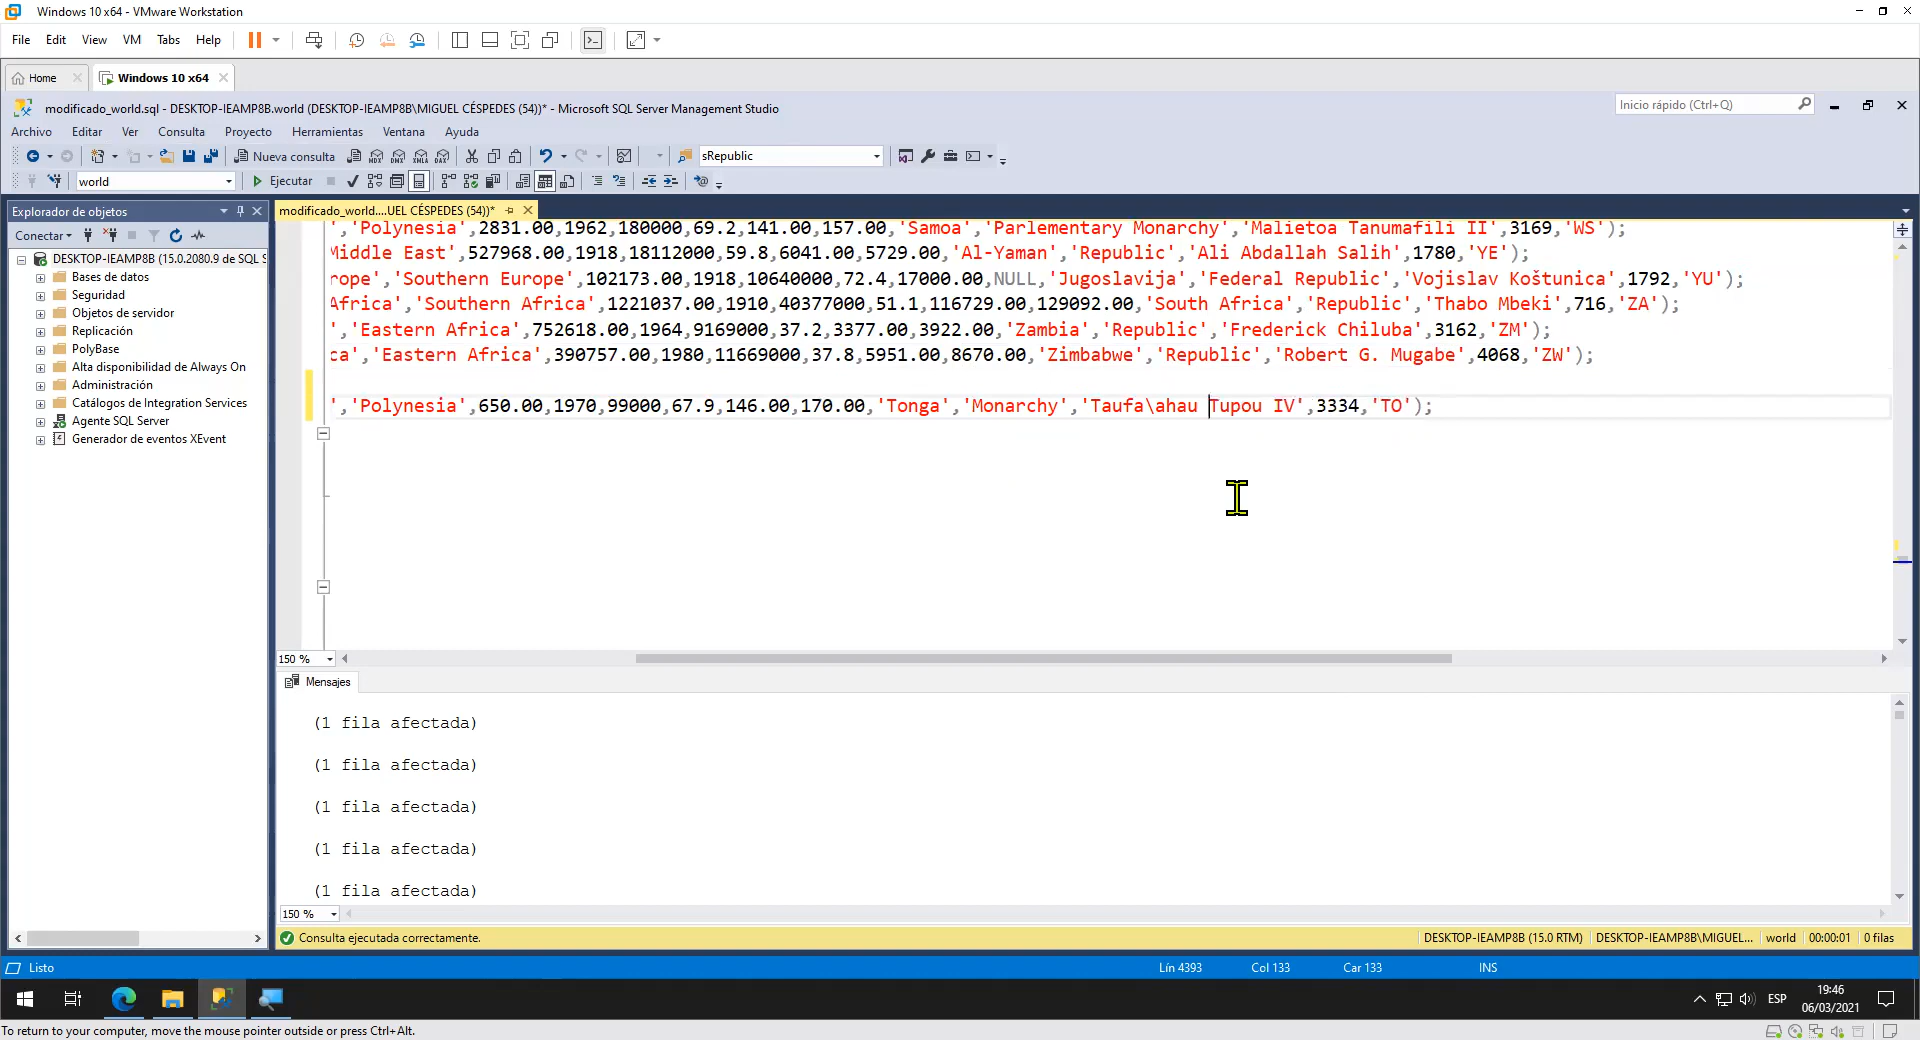 Windows 10 x64 - VMware Workstation
File Edit View VM Tabs Help
Home Windows 10 x64
modificado_world.sql - DESKTOP-IEAMP8B.world (DESKTOP-IEAMP8B\MIGUEL CÉSPEDES (54))* - Microsoft SQL Server Management Studio
Inicio rápido (Ctrl+Q)
Archivo Editar Ver Consulta Proyecto Herramientas Ventana Ayuda
Nueva consulta MDX DMX XMLA DAX sRepublic
world Ejecutar
Explorador de objetos
modificado_world....UEL CÉSPEDES (54))*
Conectar
DESKTOP-IEAMP8B (15.0.2080.9 de SQL S
Bases de datos
Seguridad
Objetos de servidor
Replicación
PolyBase
Alta disponibilidad de Always On
Administración
Catálogos de Integration Services
Agente SQL Server
Generador de eventos XEvent
','Polynesia',2831.00,1962,180000,69.2,141.00,157.00,'Samoa','Parlementary Monarchy','Malietoa Tanumafili II',3169,'WS');
Middle East',527968.00,1918,18112000,59.8,6041.00,5729.00,'Al-Yaman','Republic','Ali Abdallah Salih',1780,'YE');
rope','Southern Europe',102173.00,1918,10640000,72.4,17000.00,NULL,'Jugoslavija','Federal Republic','Vojislav Koštunica',1792,'YU');
Africa','Southern Africa',1221037.00,1910,40377000,51.1,116729.00,129092.00,'South Africa','Republic','Thabo Mbeki',716,'ZA');
','Eastern Africa',752618.00,1964,9169000,37.2,3377.00,3922.00,'Zambia','Republic','Frederick Chiluba',3162,'ZM');
ca','Eastern Africa',390757.00,1980,11669000,37.8,5951.00,8670.00,'Zimbabwe','Republic','Robert G. Mugabe',4068,'ZW');
','Polynesia',650.00,1970,99000,67.9,146.00,170.00,'Tonga','Monarchy','Taufa\ahau Tupou IV',3334,'TO');
150 %
Mensajes
(1 fila afectada)
(1 fila afectada)
(1 fila afectada)
(1 fila afectada)
(1 fila afectada)
150 %
Consulta ejecutada correctamente.
DESKTOP-IEAMP8B (15.0 RTM) DESKTOP-IEAMP8B\MIGUEL... world 00:00:01 0 filas
Listo Lín 4393 Col 133 Car 133 INS
ESP 19:46
06/03/2021
To return to your computer, move the mouse pointer outside or press Ctrl+Alt.